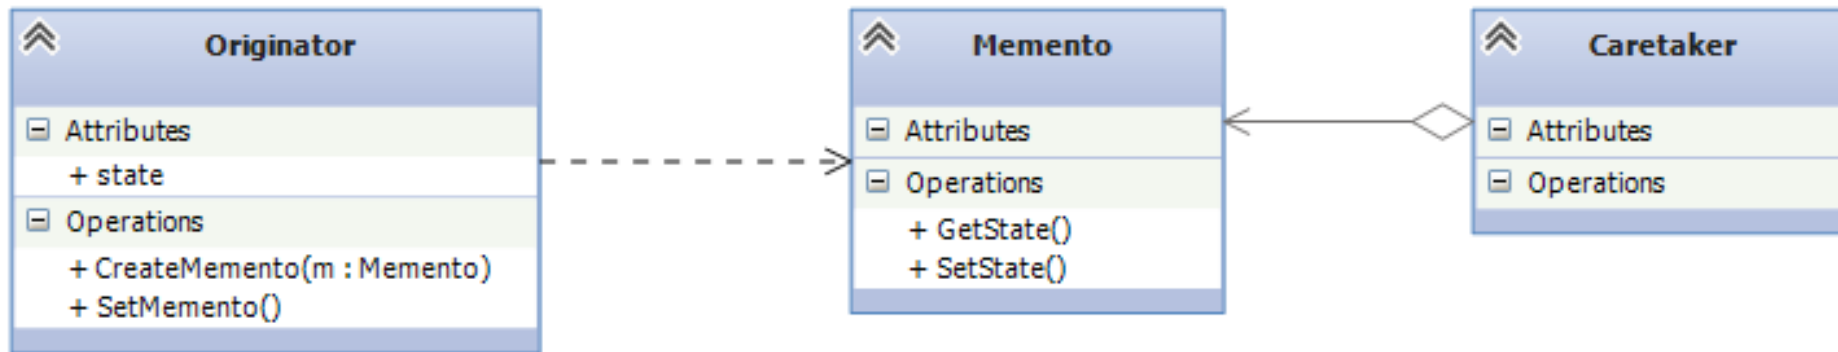 Originator
Attributes
+ state
Operations
+ CreateMemento(m : Memento)
+ SetMemento()
Memento
Attributes
Operations
+ GetState()
+ SetState()
Caretaker
Attributes
Operations